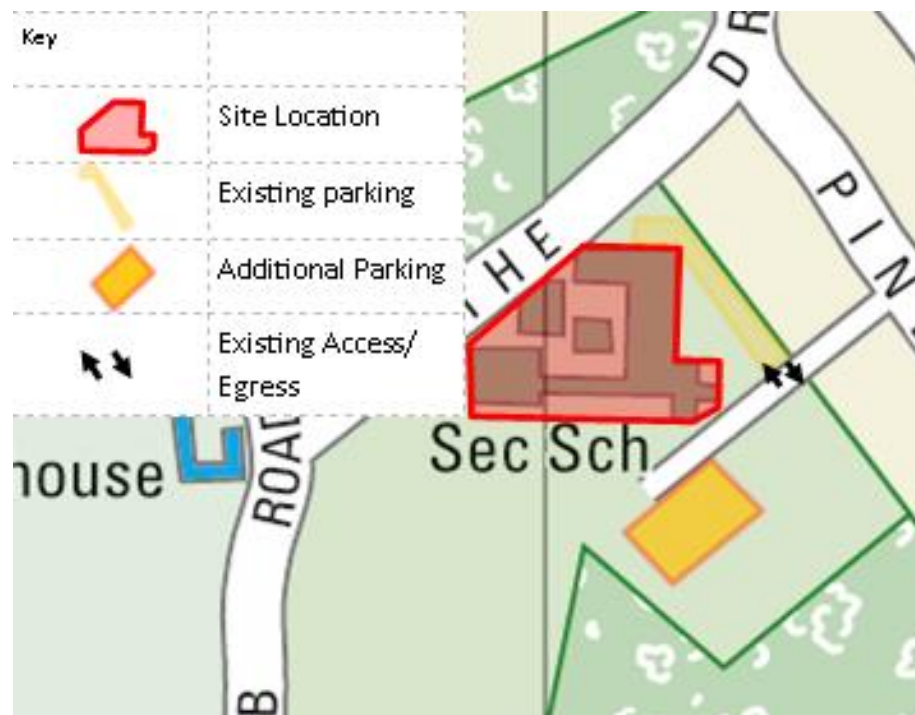 Key
Site Location
Existing parking
Additional Parking
Existing Access/
Egress
DR
THE
PIN
Sec Sch
house
ROAD
B